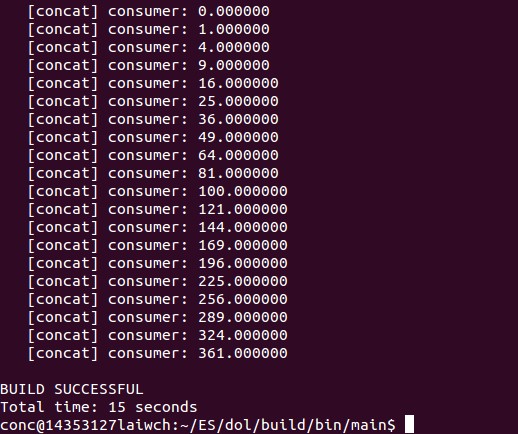 [concat] consumer: 0.000000
[concat] consumer: 1.000000
[concat] consumer: 4.000000
[concat] consumer: 9.000000
[concat] consumer: 16.000000
[concat] consumer: 25.000000
[concat] consumer: 36.000000
[concat] consumer: 49.000000
[concat] consumer: 64.000000
[concat] consumer: 81.000000
[concat] consumer: 100.000000
[concat] consumer: 121.000000
[concat] consumer: 144.000000
[concat] consumer: 169.000000
[concat] consumer: 196.000000
[concat] consumer: 225.000000
[concat] consumer: 256.000000
[concat] consumer: 289.000000
[concat] consumer: 324.000000
[concat] consumer: 361.000000
BUILD SUCCESSFUL
Total time: 15 seconds
conc@14353127laiwch:~/ES/dol/build/bin/main$